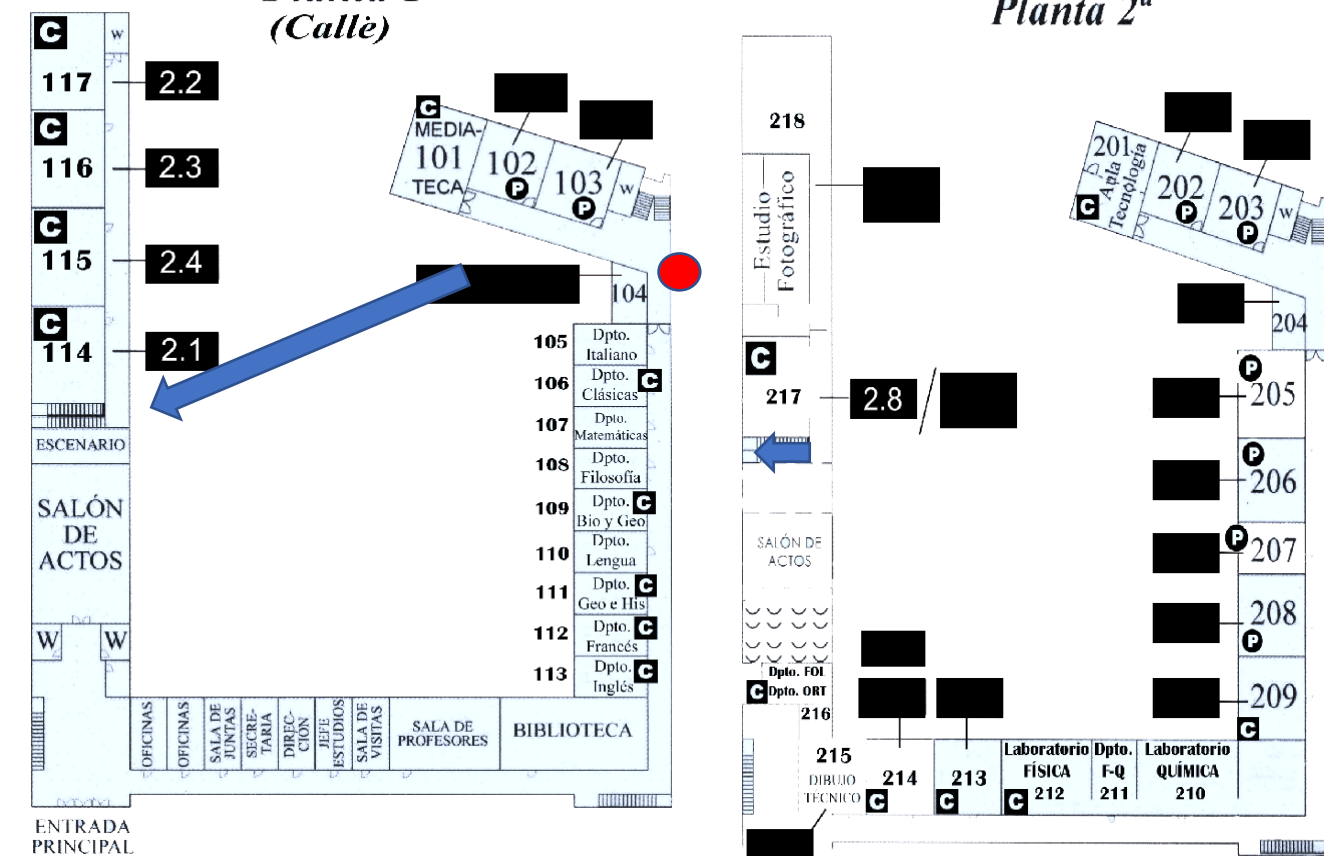 (Calle)
C
W
117
2.2
C
116
2.3
C
115
2.4
C
114
2.1
ESCENARIO
SALÓN
DE
ACTOS
W
W
OFICINAS
OFICINAS
SALA DE
JUNTAS
SECRE-
TARIA
DIREC-
CION
JEFE
ESTUDIOS
SALA DE
VISITAS
SALA DE
PROFESORES
BIBLIOTECA
ENTRADA
PRINCIPAL
C
MEDIA-
101
TECA
102
P
103
P
W
104
105
Dpto.
Italiano
106
Dpto.
Clásicas
C
107
Dpto.
Matemáticas
108
Dpto.
Filosofía
109
Dpto.
Bio y Geo
C
110
Dpto.
Lengua
111
Dpto.
Geo e His
C
112
Dpto.
Francés
C
113
Dpto.
Inglés
C
Planta 2ª
218
Estudio
Fotográfico
C
217
2.8
SALÓN DE
ACTOS
Dpto. FOL
C
Dpto. ORT
216
215
DIBUJO
TÉCNICO
214
C
213
C
Laboratorio
FÍSICA
C
212
Dpto.
F-Q
211
Laboratorio
QUÍMICA
210
201
Aula
Tecnología
C
202
P
203
P
W
204
P
205
P
206
P
207
208
P
209
C